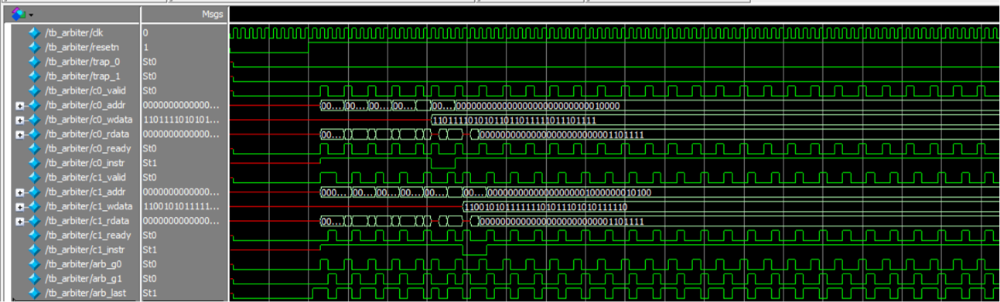 Msgs
/tb_arbiter/clk 0
/tb_arbiter/resetn 1
/tb_arbiter/trap_0 St0
/tb_arbiter/trap_1 St0
/tb_arbiter/c0_valid St0
/tb_arbiter/c0_addr 0000000000000... 00... 00... 00... 00... 00... 00000000000000000000000000010000
/tb_arbiter/c0_wdata 1101111010101... 11011110101011011011111011101111
/tb_arbiter/c0_rdata 0000000000000... 00... 00000000000000000000000001101111
/tb_arbiter/c0_ready St0
/tb_arbiter/c0_instr St1
/tb_arbiter/c1_valid St0
/tb_arbiter/c1_addr 0000000000000... 000... 00... 00... 00... 00... 00... 00000000000000000000100000010100
/tb_arbiter/c1_wdata 1100101011111... 11001010111111101011101010111110
/tb_arbiter/c1_rdata 0000000000000... 00... 00000000000000000000000001101111
/tb_arbiter/c1_ready St0
/tb_arbiter/c1_instr St1
/tb_arbiter/arb_g0 St0
/tb_arbiter/arb_g1 St0
/tb_arbiter/arb_last St1